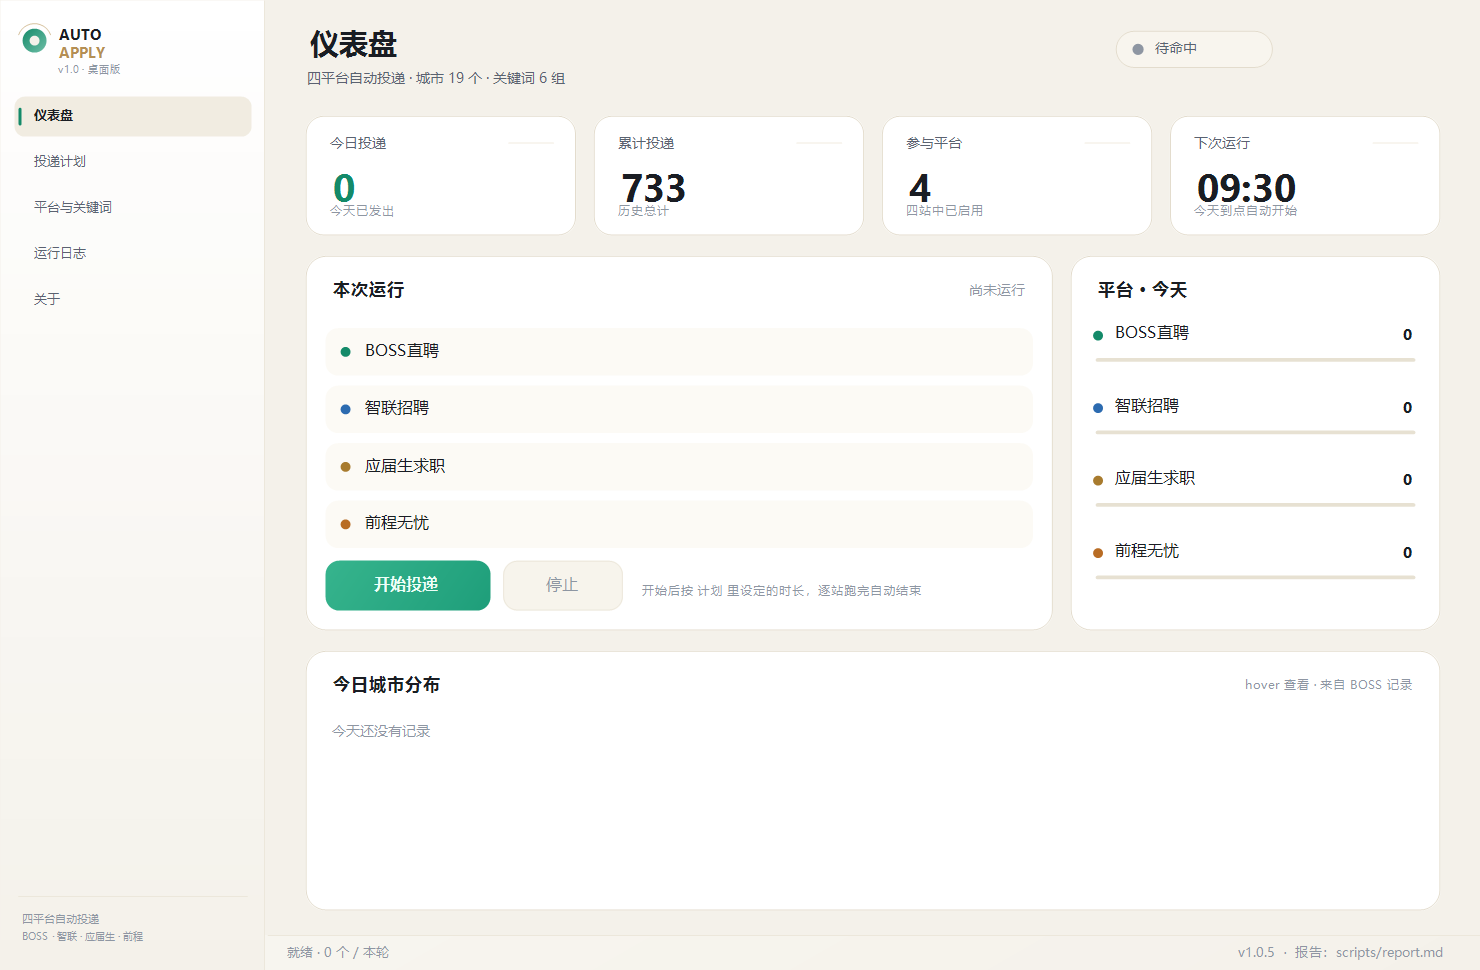 AUTO
APPLY
v1.0 · 桌面版
仪表盘
投递计划
平台与关键词
运行日志
关于
四平台自动投递
BOSS · 智联 · 应届生 · 前程
仪表盘
四平台自动投递 · 城市 19 个 · 关键词 6 组
待命中
今日投递
0
今天已发出
累计投递
733
历史总计
参与平台
4
四站中已启用
下次运行
09:30
今天到点自动开始
本次运行
尚未运行
BOSS直聘
智联招聘
应届生求职
前程无忧
开始投递
停止
开始后按 计划 里设定的时长，逐站跑完自动结束
平台 • 今天
BOSS直聘 0
智联招聘 0
应届生求职 0
前程无忧 0
今日城市分布
hover 查看 · 来自 BOSS 记录
今天还没有记录
就绪 · 0 个 / 本轮
v1.0.5 · 报告：scripts/report.md